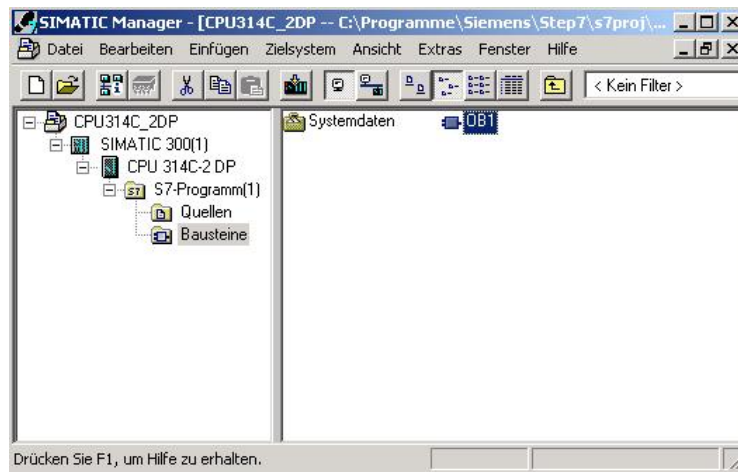 SIMATIC Manager - [CPU314C_2DP -- C:\Programme\Siemens\Step7\s7proj\...
Datei Bearbeiten Einfügen Zielsystem Ansicht Extras Fenster Hilfe
< Kein Filter >
CPU314C_2DP
SIMATIC 300(1)
CPU 314C-2 DP
S7-Programm(1)
Quellen
Bausteine
Systemdaten
OB1
Drücken Sie F1, um Hilfe zu erhalten.